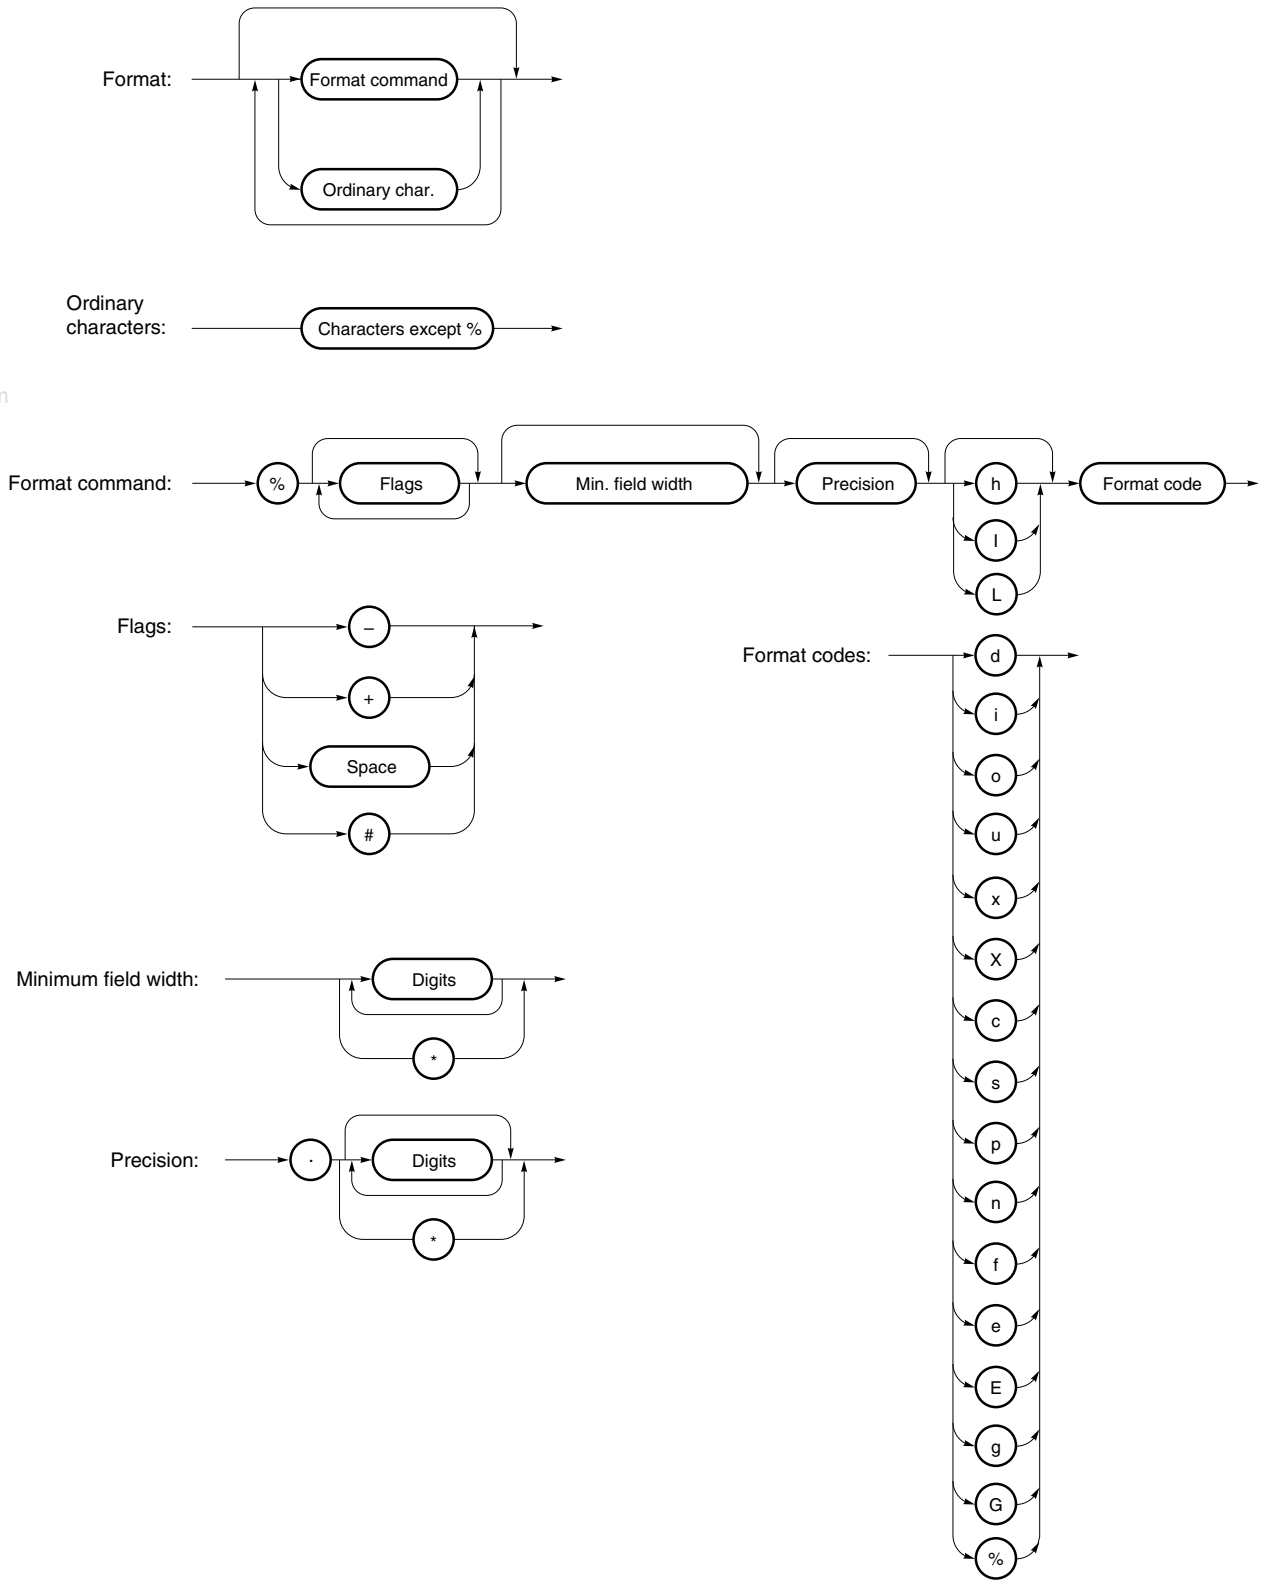 Format:
Format command
Ordinary char.
Ordinary
characters:
Characters except %
Format command:
%
Flags
Min. field width
Precision
h
Format code
l
L
Flags:
–
+
Space
#
Format codes:
d
i
o
u
x
X
c
s
p
n
f
e
E
g
G
%
Minimum field width:
Digits
*
Precision:
.
Digits
*